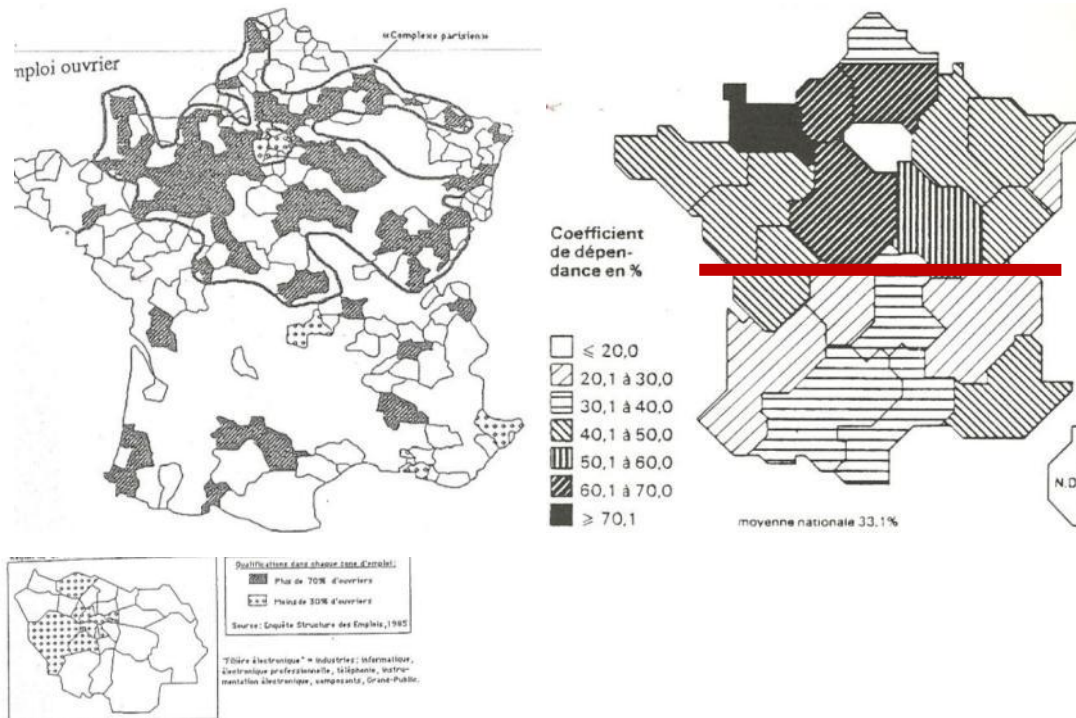 «Complexe parisien»
mploi ouvrier
Coefficient
de dépen-
dance en %
≤ 20,0
20,1 à 30,0
30,1 à 40,0
40,1 à 50,0
50,1 à 60,0
60,1 à 70,0
≥ 70,1
moyenne nationale 33,1%
N.D
Qualifications dans chaque zone d'emploi:
Plus de 70% d'ouvriers
Moins de 30% d'ouvriers
Source: Enquête Structure des Emplois, 1985
"Filière électronique" = industries: informatique,
électronique professionnelle, téléphonie, instru-
mentation électronique, composants, Grand-Public.